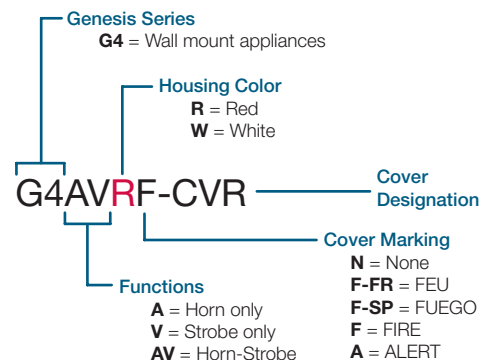 Genesis Series
G4 = Wall mount appliances
Housing Color
R = Red
W = White
G4AVRF-CVR
Cover
Designation
Cover Marking
N = None
F-FR = FEU
F-SP = FUEGO
F = FIRE
A = ALERT
Functions
A = Horn only
V = Strobe only
AV = Horn-Strobe